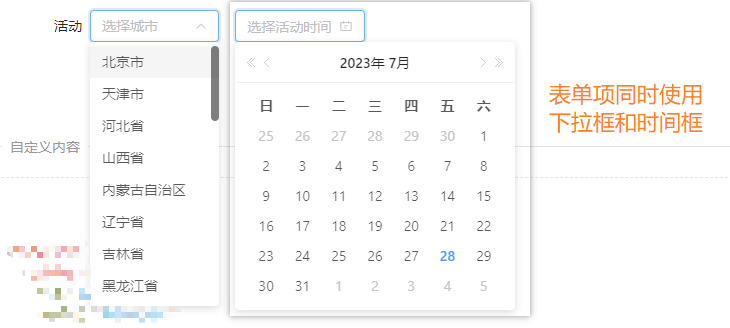 活动 选择城市 选择活动时间
北京市
天津市
河北省
山西省
内蒙古自治区
辽宁省
吉林省
黑龙江省
2023年 7月
日 一 二 三 四 五 六
25 26 27 28 29 30 1
2 3 4 5 6 7 8
9 10 11 12 13 14 15
16 17 18 19 20 21 22
23 24 25 26 27 28 29
30 31 1 2 3 4 5
表单项同时使用
下拉框和时间框
自定义内容